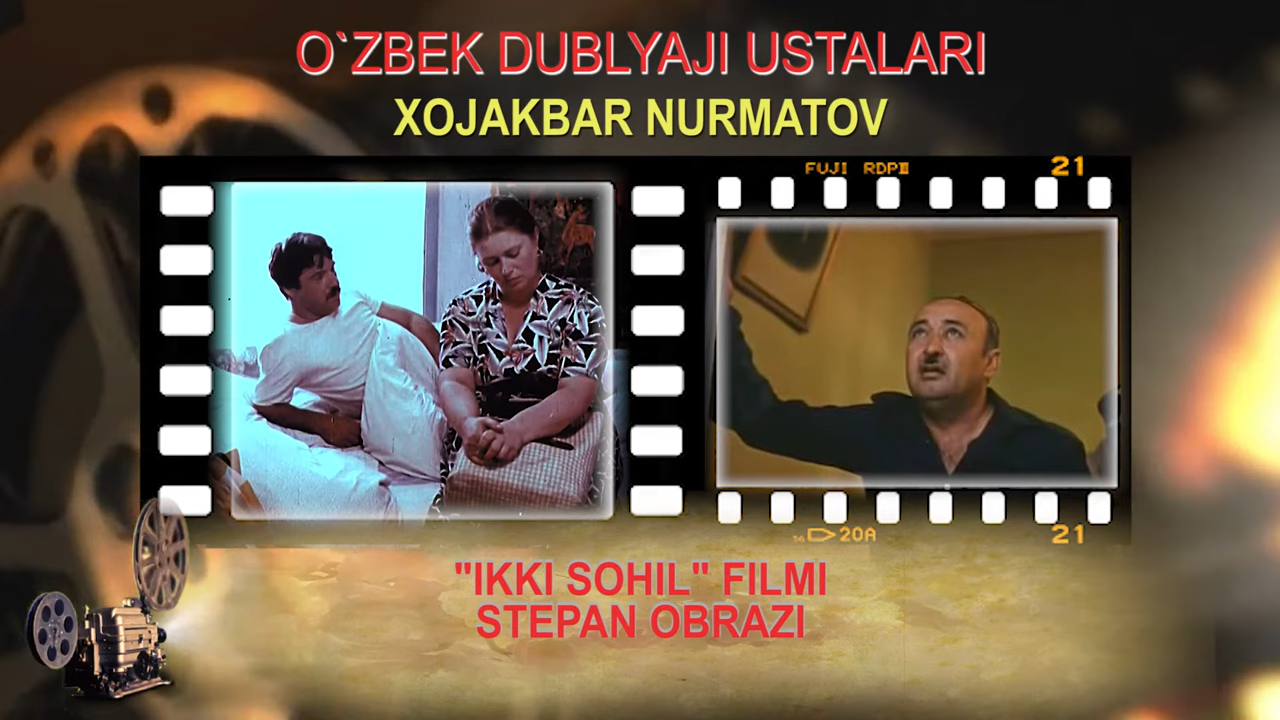 O`ZBEK DUBLYAJI USTALARI
XOJAKBAR NURMATOV
FUJI RDPIII 21
20A 21
"IKKI SOHIL" FILMI
STEPAN OBRAZI